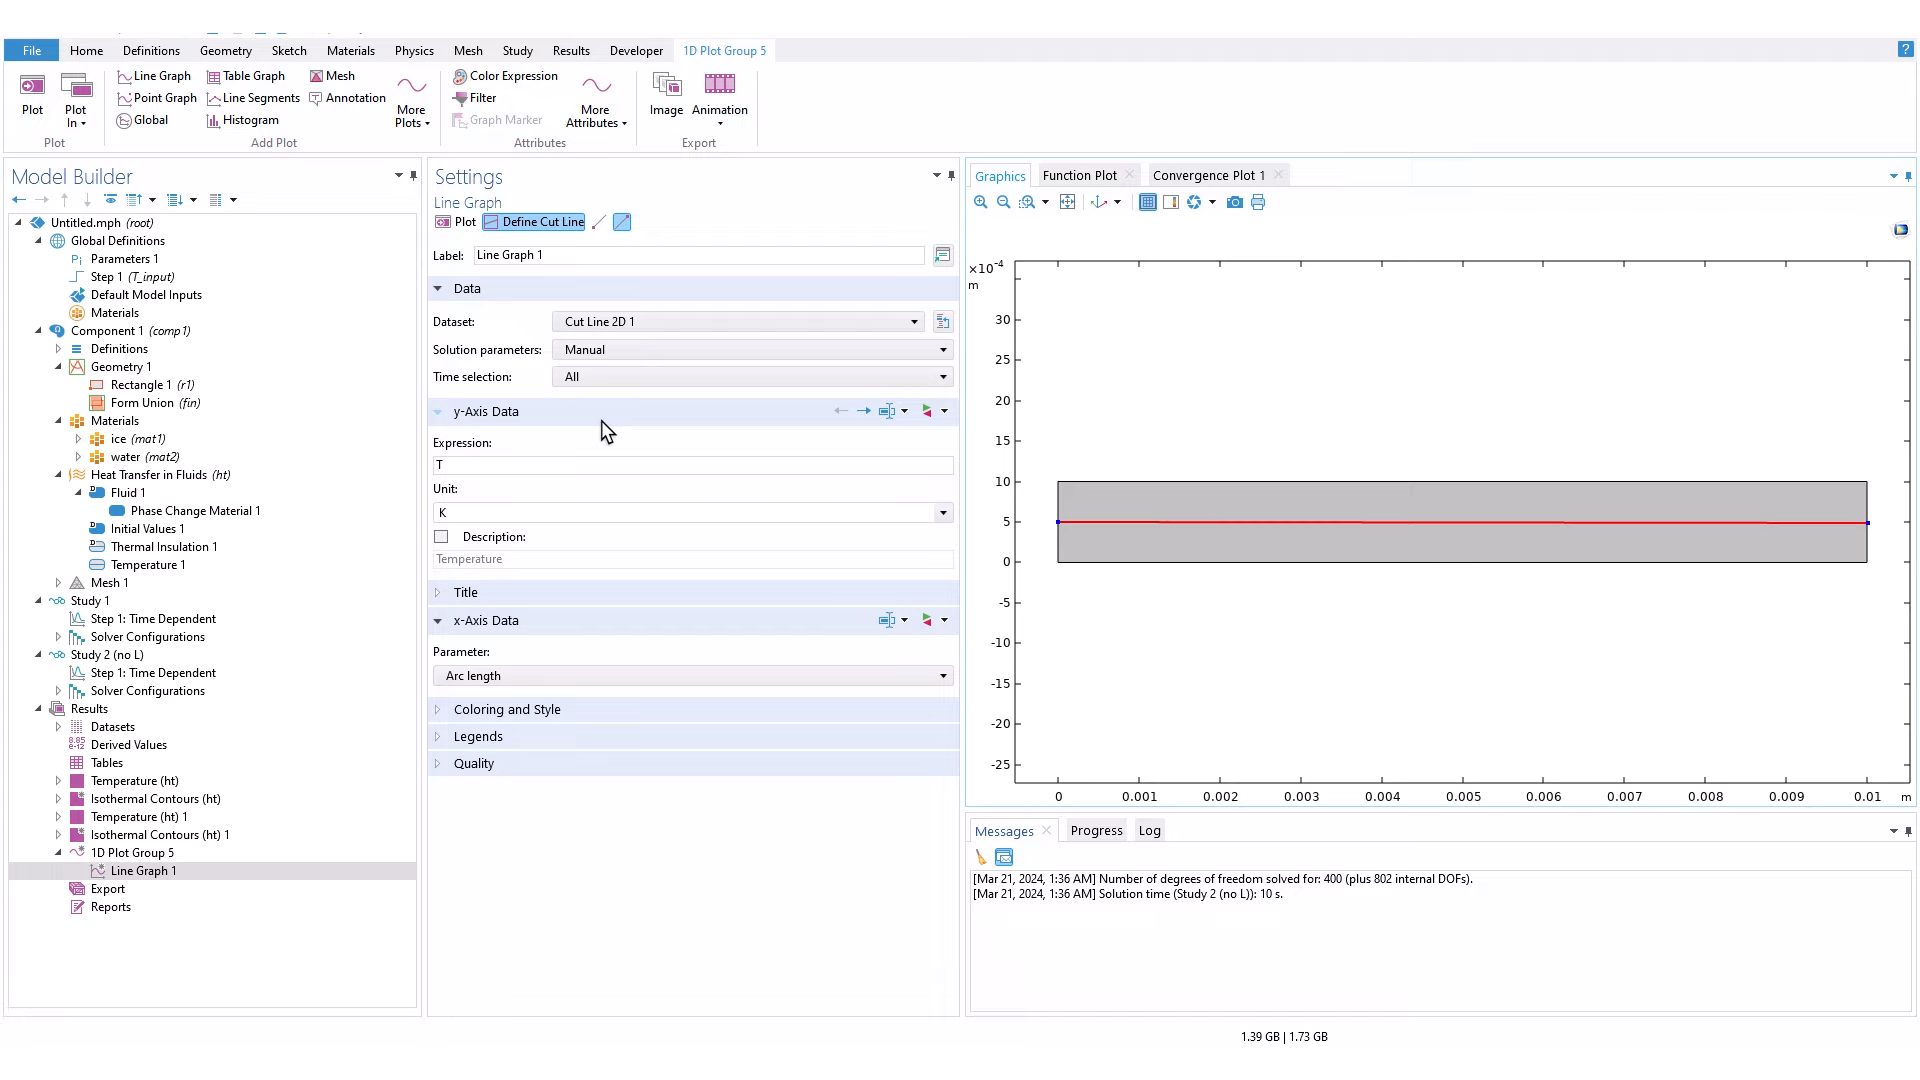 File Home Definitions Geometry Sketch Materials Physics Mesh Study Results Developer 1D Plot Group 5 ?
Plot
Plot In
Line Graph Table Graph Mesh
Point Graph Line Segments Annotation
Global Histogram
More Plots
Color Expression
Filter
Graph Marker
More Attributes
Image Animation
Plot Add Plot Attributes Export
Model Builder
Untitled.mph (root)
Global Definitions
Pi Parameters 1
Step 1 (T_input)
Default Model Inputs
Materials
Component 1 (comp1)
Definitions
Geometry 1
Rectangle 1 (r1)
Form Union (fin)
Materials
ice (mat1)
water (mat2)
Heat Transfer in Fluids (ht)
Fluid 1
Phase Change Material 1
Initial Values 1
Thermal Insulation 1
Temperature 1
Mesh 1
Study 1
Step 1: Time Dependent
Solver Configurations
Study 2 (no L)
Step 1: Time Dependent
Solver Configurations
Results
Datasets
8.85 e-12 Derived Values
Tables
Temperature (ht)
Isothermal Contours (ht)
Temperature (ht) 1
Isothermal Contours (ht) 1
1D Plot Group 5
Line Graph 1
Export
Reports
Settings
Line Graph
Plot Define Cut Line
Label: Line Graph 1
Data
Dataset: Cut Line 2D 1
Solution parameters: Manual
Time selection: All
y-Axis Data
Expression:
T
Unit:
K
Description:
Temperature
Title
x-Axis Data
Parameter:
Arc length
Coloring and Style
Legends
Quality
Graphics Function Plot Convergence Plot 1
×10-4
m
30
25
20
15
10
5
0
-5
-10
-15
-20
-25
0 0.001 0.002 0.003 0.004 0.005 0.006 0.007 0.008 0.009 0.01 m
Messages Progress Log
[Mar 21, 2024, 1:36 AM] Number of degrees of freedom solved for: 400 (plus 802 internal DOFs).
[Mar 21, 2024, 1:36 AM] Solution time (Study 2 (no L)): 10 s.
1.39 GB | 1.73 GB